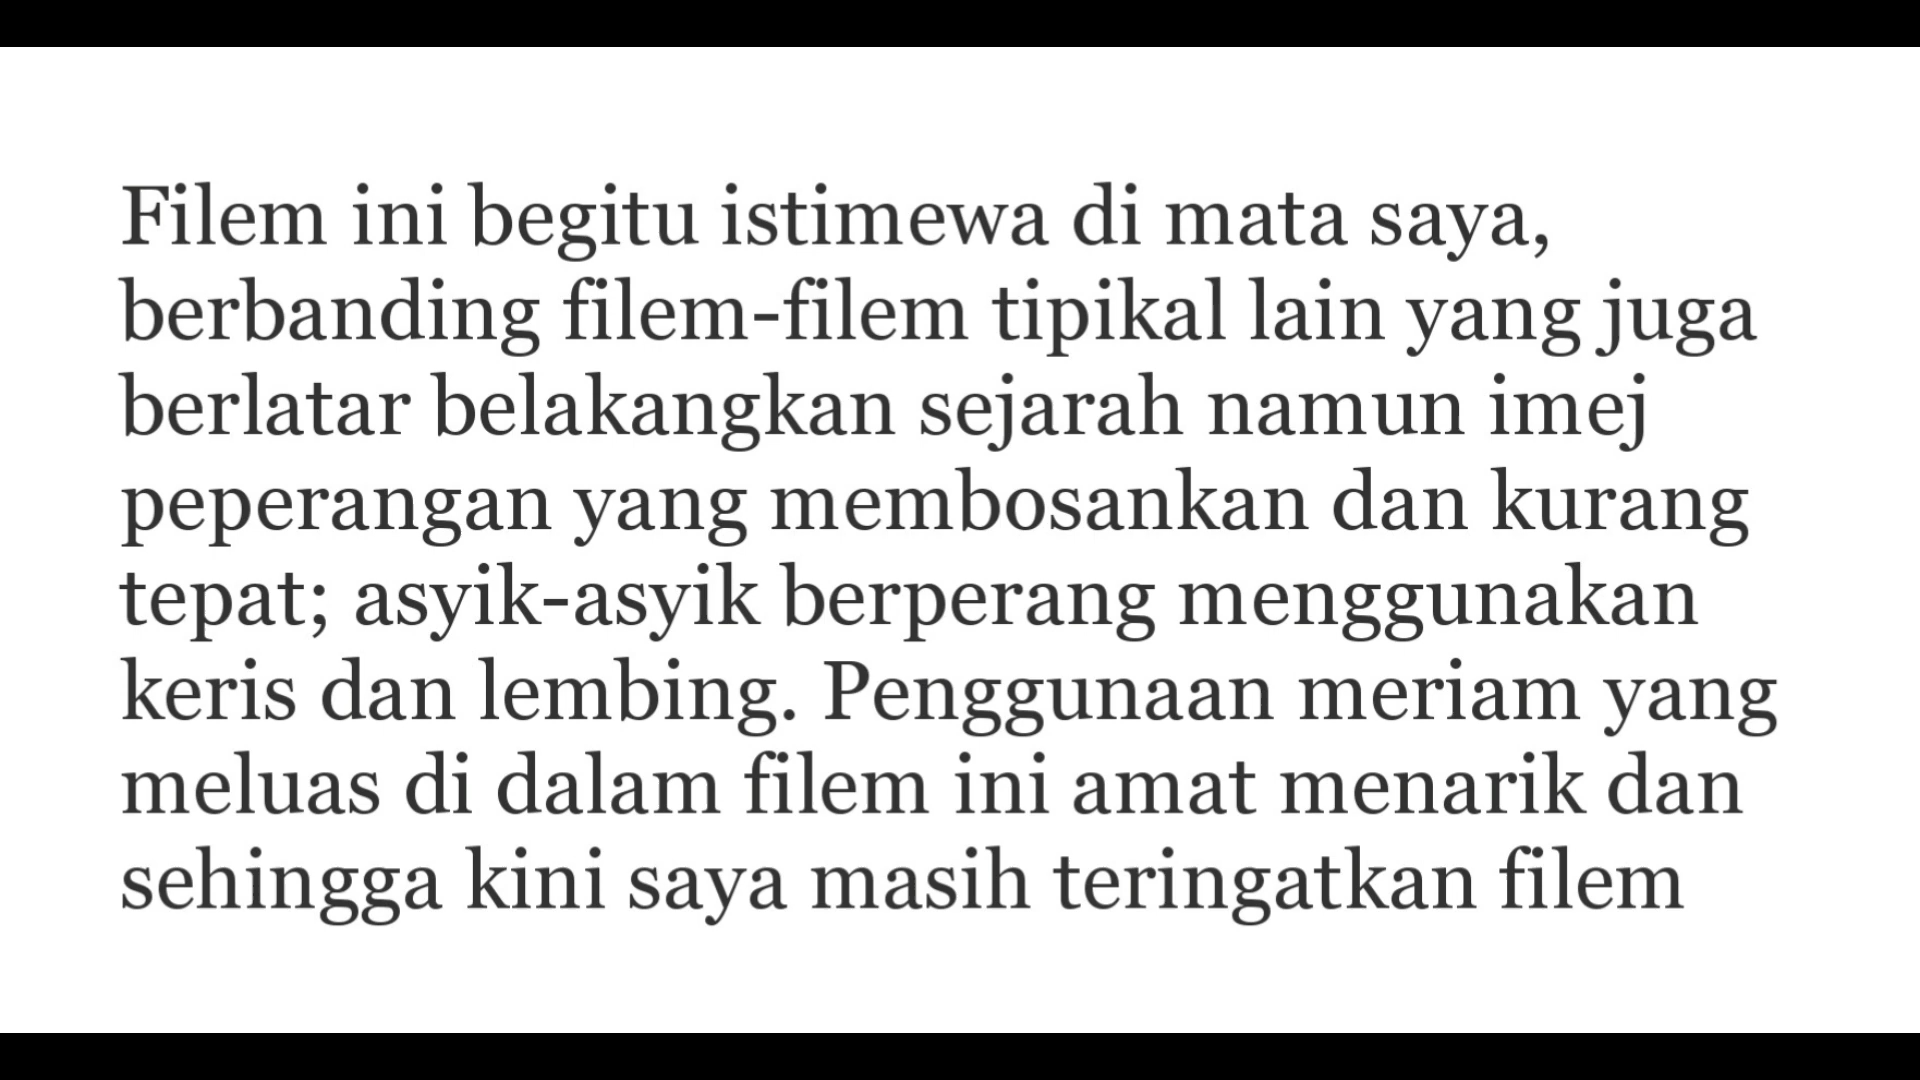 Filem ini begitu istimewa di mata saya,
berbanding filem-filem tipikal lain yang juga
berlatar belakangkan sejarah namun imej
peperangan yang membosankan dan kurang
tepat; asyik-asyik berperang menggunakan
keris dan lembing. Penggunaan meriam yang
meluas di dalam filem ini amat menarik dan
sehingga kini saya masih teringatkan filem